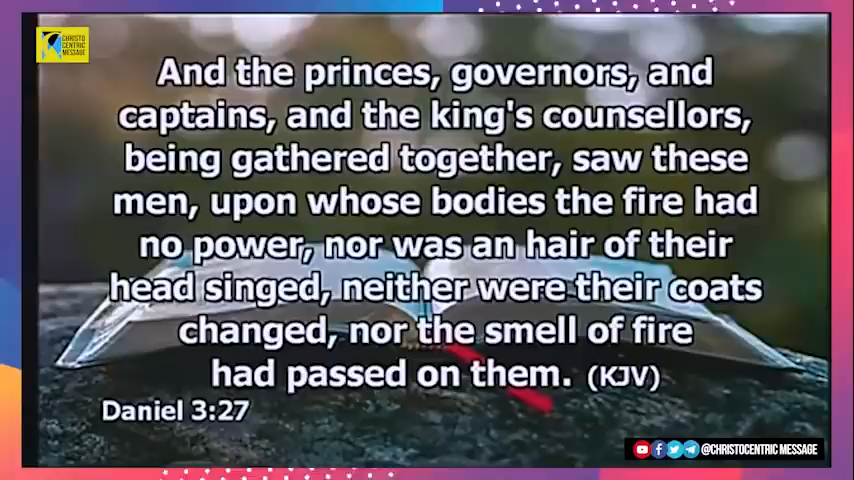 CHRISTO
CENTRIC
MESSAGE
And the princes, governors, and
captains, and the king's counsellors,
being gathered together, saw these
men, upon whose bodies the fire had
no power, nor was an hair of their
head singed, neither were their coats
changed, nor the smell of fire
had passed on them. (KJV)
Daniel 3:27
@CHRISTOCENTRIC MESSAGE